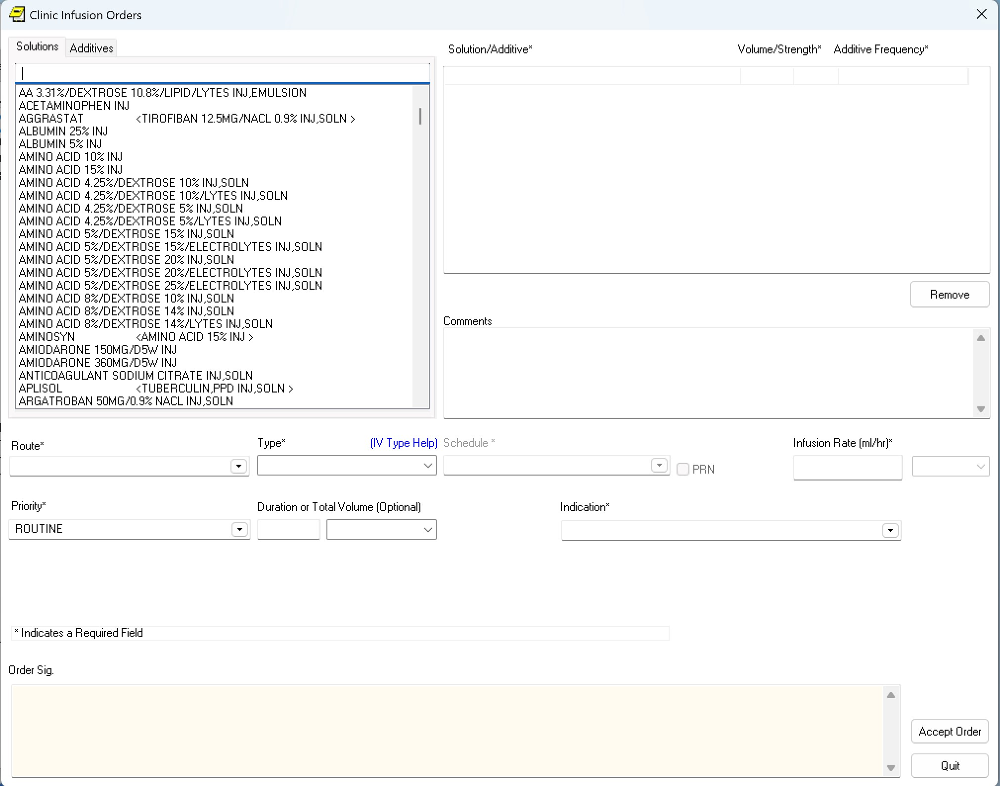 Clinic Infusion Orders
Solutions
Additives
AA 3.31%/DEXTROSE 10.8%/LIPID/LYTES INJ,EMULSION
ACETAMINOPHEN INJ
AGGRASTAT <TIROFIBAN 12.5MG/NACL 0.9% INJ,SOLN >
ALBUMIN 25% INJ
ALBUMIN 5% INJ
AMINO ACID 10% INJ
AMINO ACID 15% INJ
AMINO ACID 4.25%/DEXTROSE 10% INJ,SOLN
AMINO ACID 4.25%/DEXTROSE 10%/LYTES INJ,SOLN
AMINO ACID 4.25%/DEXTROSE 5% INJ,SOLN
AMINO ACID 4.25%/DEXTROSE 5%/LYTES INJ,SOLN
AMINO ACID 5%/DEXTROSE 15% INJ,SOLN
AMINO ACID 5%/DEXTROSE 15%/ELECTROLYTES INJ,SOLN
AMINO ACID 5%/DEXTROSE 20% INJ,SOLN
AMINO ACID 5%/DEXTROSE 20%/ELECTROLYTES INJ,SOLN
AMINO ACID 5%/DEXTROSE 25%/ELECTROLYTES INJ,SOLN
AMINO ACID 8%/DEXTROSE 10% INJ,SOLN
AMINO ACID 8%/DEXTROSE 14% INJ,SOLN
AMINO ACID 8%/DEXTROSE 14%/LYTES INJ,SOLN
AMINOSYN <AMINO ACID 15% INJ >
AMIODARONE 150MG/D5W INJ
AMIODARONE 360MG/D5W INJ
ANTICOAGULANT SODIUM CITRATE INJ,SOLN
APLISOL <TUBERCULIN,PPD INJ,SOLN >
ARGATROBAN 50MG/0.9% NACL INJ,SOLN
Solution/Additive* Volume/Strength* Additive Frequency*
Remove
Comments
Route* Type* (IV Type Help) Schedule * Infusion Rate (ml/hr)*
PRN
Priority* Duration or Total Volume (Optional) Indication*
ROUTINE
* Indicates a Required Field
Order Sig.
Accept Order
Quit